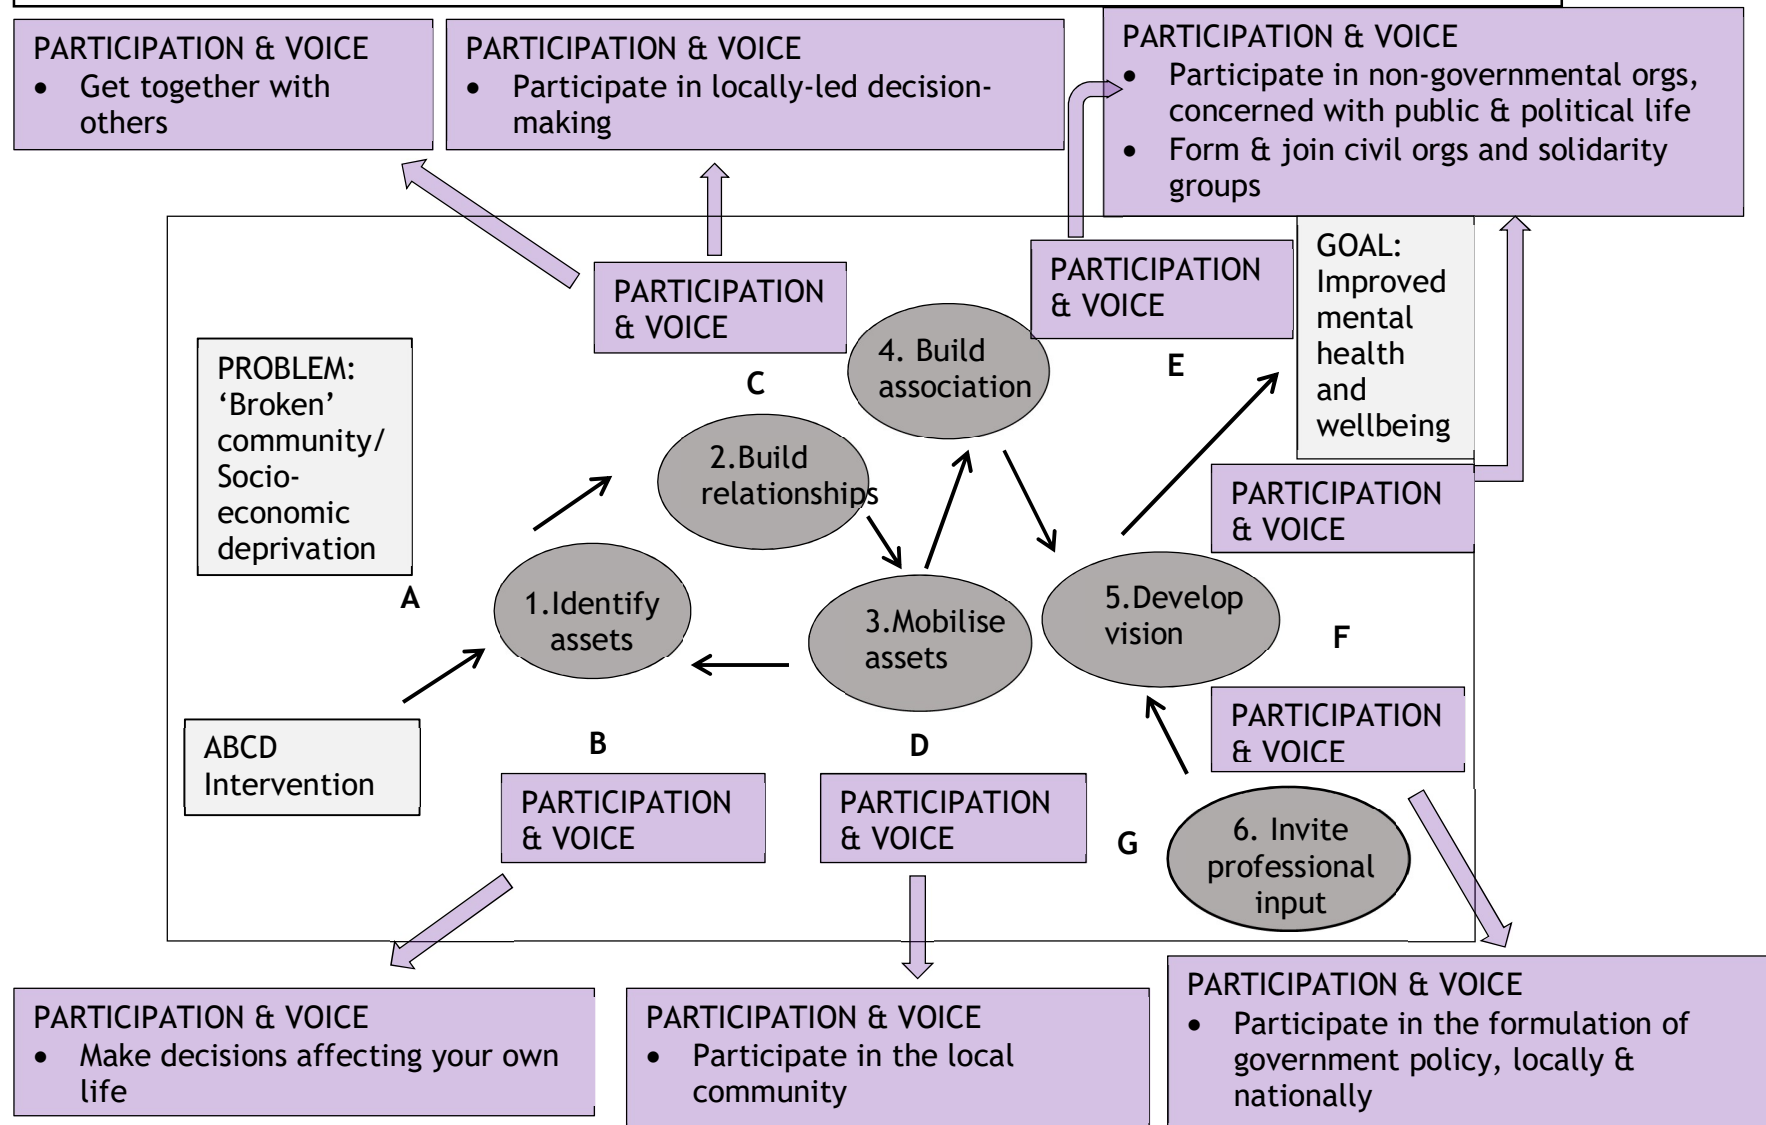 PARTICIPATION & VOICE
• Get together with
others
PARTICIPATION & VOICE
• Participate in locally-led decision-
making
PARTICIPATION & VOICE
• Participate in non-governmental orgs,
concerned with public & political life
• Form & join civil orgs and solidarity
groups
PARTICIPATION
& VOICE
C
4. Build
association
PARTICIPATION
& VOICE
E
GOAL:
Improved
mental
health
and
wellbeing
PROBLEM:
‘Broken’
community/
Socio-
economic
deprivation
A
2.Build
relationships
PARTICIPATION
& VOICE
1.Identify
assets
3.Mobilise
assets
5.Develop
vision
F
ABCD
Intervention
B
D
PARTICIPATION
& VOICE
PARTICIPATION
& VOICE
PARTICIPATION
& VOICE
G
6. Invite
professional
input
PARTICIPATION & VOICE
• Make decisions affecting your own
life
PARTICIPATION & VOICE
• Participate in the local
community
PARTICIPATION & VOICE
• Participate in the formulation of
government policy, locally &
nationally